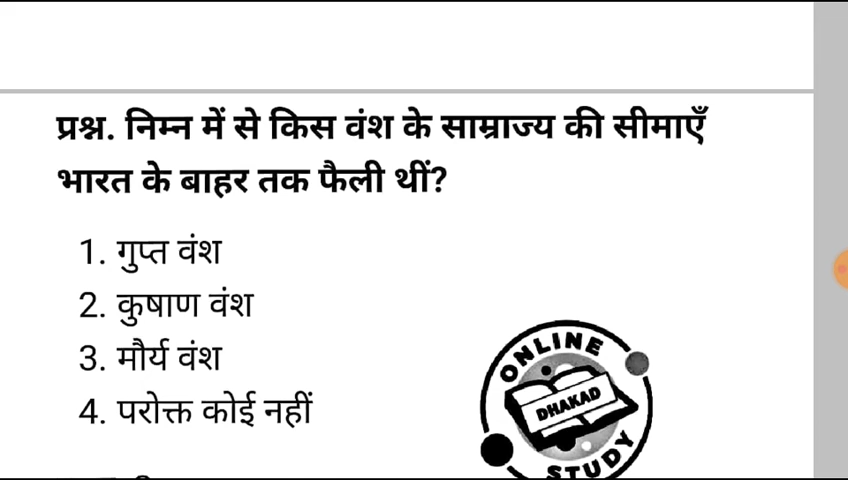 प्रश्न. निम्न में से किस वंश के साम्राज्य की सीमाएँ
भारत के बाहर तक फैली थीं?
1. गुप्त वंश
2. कुषाण वंश
3. मौर्य वंश
4. परोक्त कोई नहीं
ONLINE
DHAKAD
STUDY